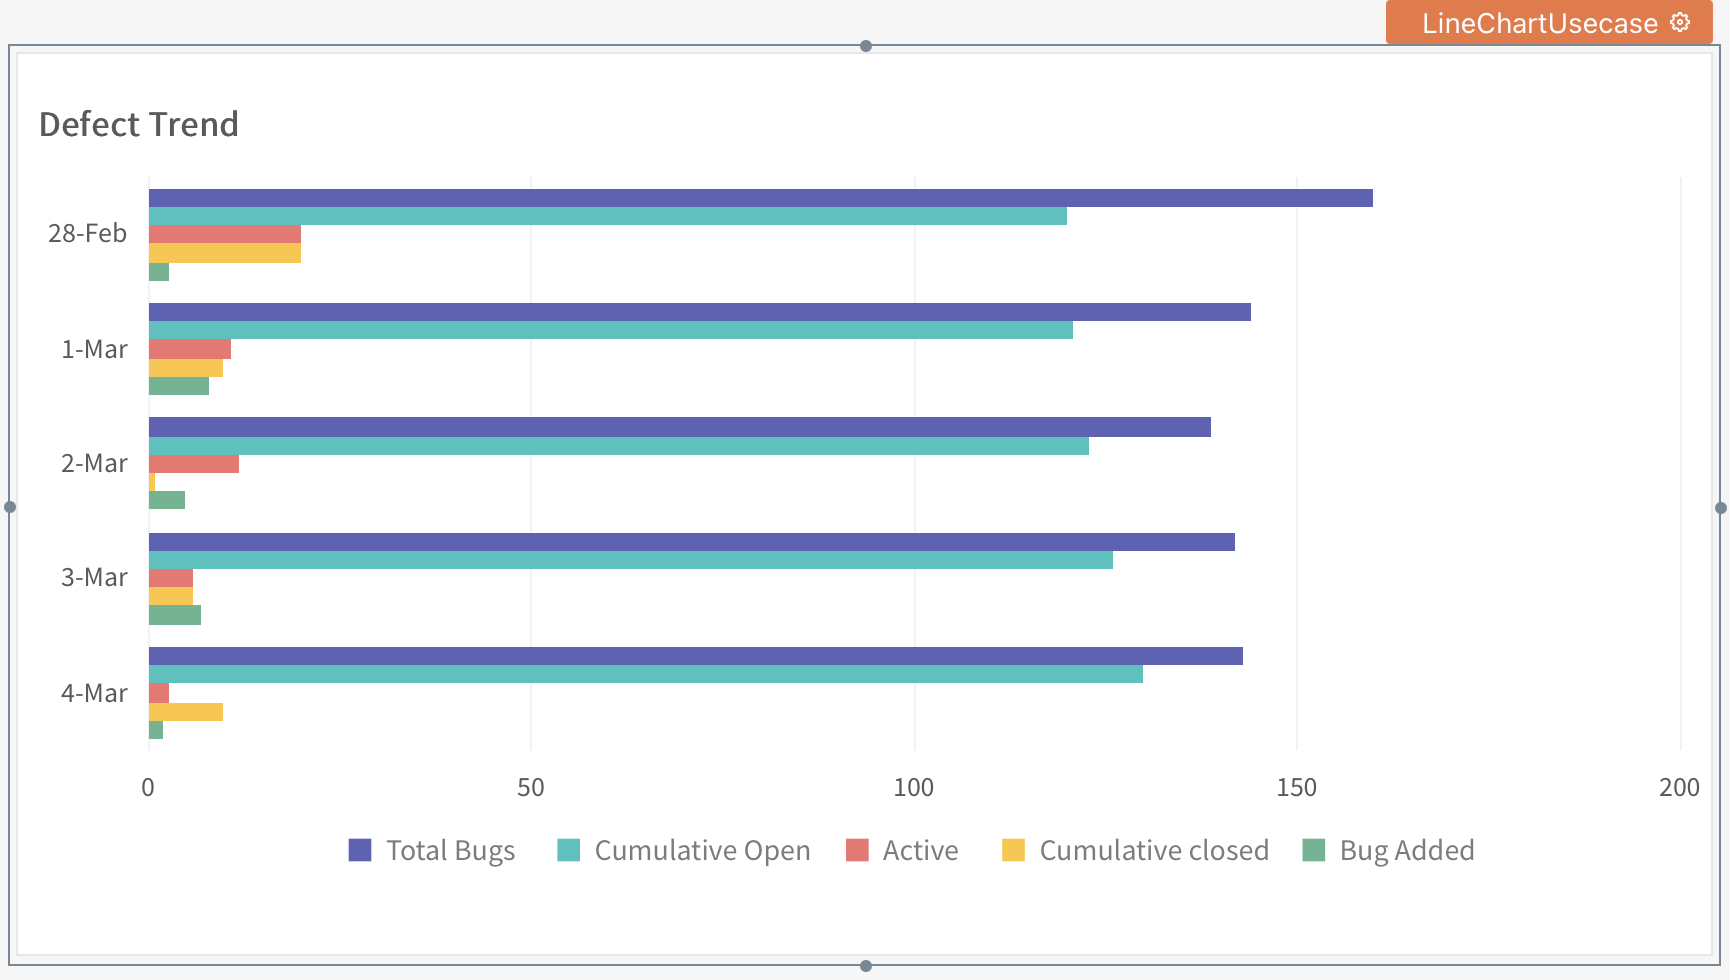 LineChartUsecase
Defect Trend
28-Feb
1-Mar
2-Mar
3-Mar
4-Mar
0 50 100 150 200
Total Bugs Cumulative Open Active Cumulative closed Bug Added